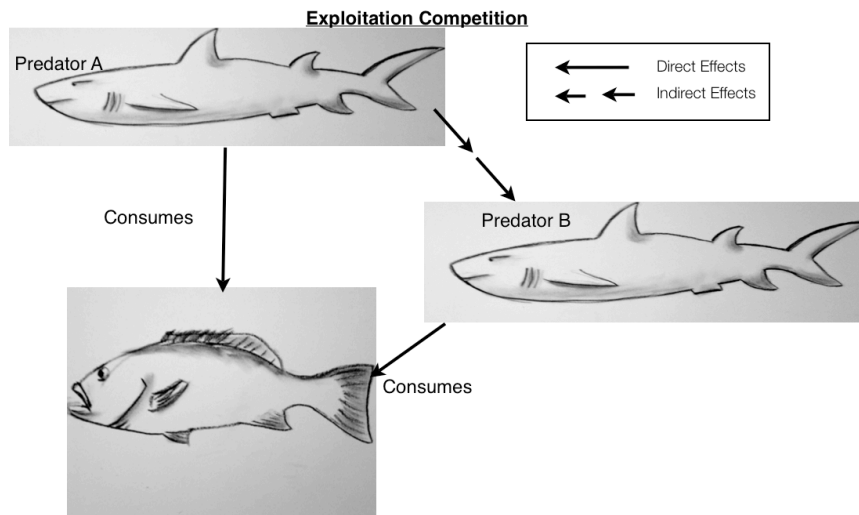 Exploitation Competition
Predator A
Direct Effects
Indirect Effects
Consumes
Predator B
Consumes